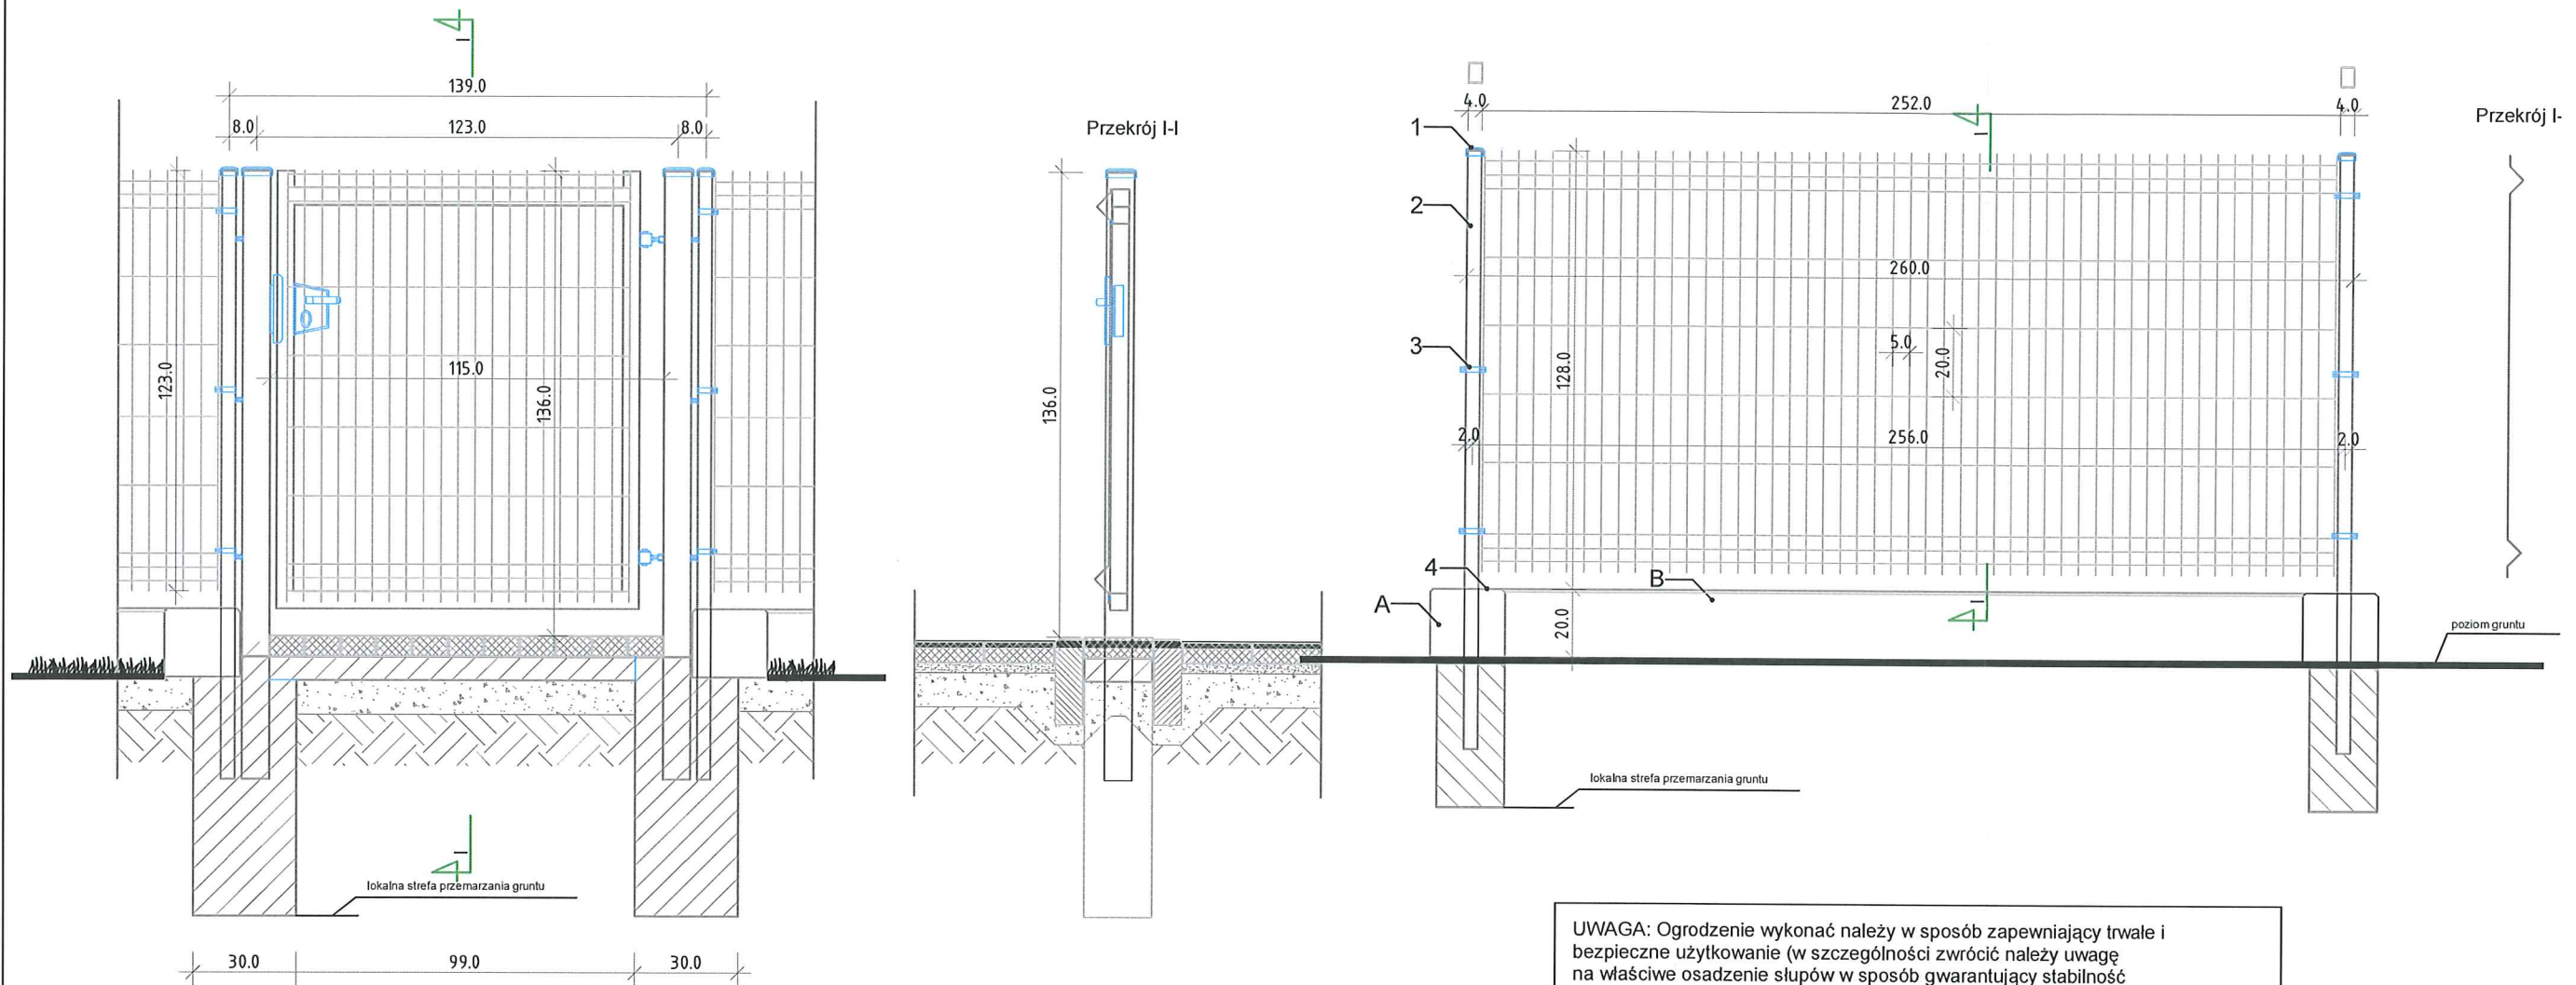 I
139.0
8.0
123.0
8.0
123.0
115.0
136.0
I
lokalna strefa przemarzania gruntu
30.0
99.0
30.0
Przekrój I-I
136.0
4.0
252.0
4.0
I
1
2
260.0
3
128.0
5.0
20.0
2.0
256.0
2.0
4
B
A
I
20.0
poziom gruntu
lokalna strefa przemarzania gruntu
Przekrój I-
UWAGA: Ogrodzenie wykonać należy w sposób zapewniający trwałe i
bezpieczne użytkowanie (w szczególności zwrócić należy uwagę
na właściwe osadzenie słupów w sposób gwarantujący stabilność